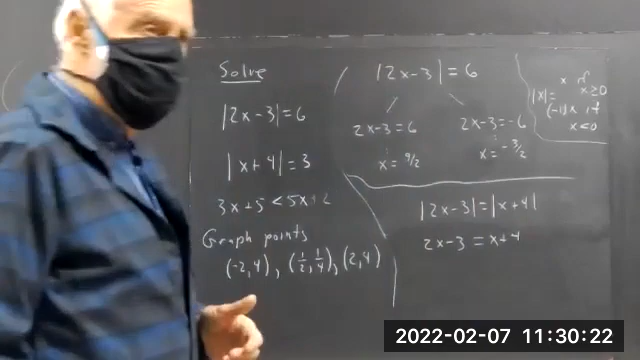 Solve
|2x-3|=6
|x+4|=3
3x+5<5x+2
Graph points
(-2,4), (1/2, 1/4), (2,4)
|2x-3|=6
2x-3=6
2x-3=-6
x=9/2
x=-3/2
|x|=
x if x≥0
(-1)x if x<0
|2x-3|=|x+4|
2x-3=x+4
2022-02-07 11:30:22